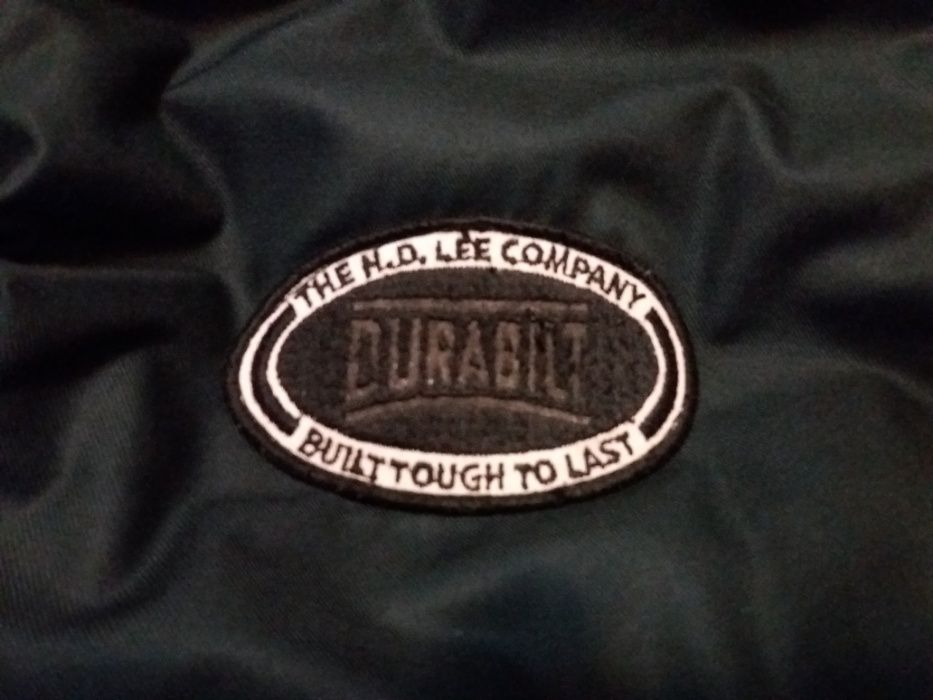 THE H.D. LEE COMPANY
DURABILT
BUILT TOUGH TO LAST